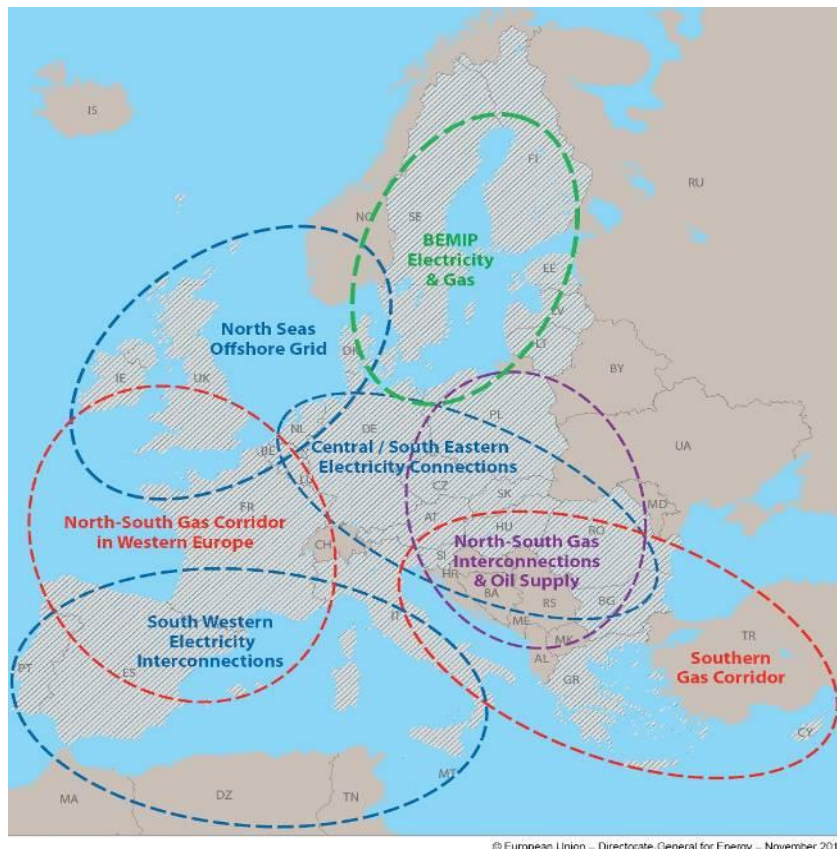 IS
RU
FI
NO
SE
BEMIP
Electricity
& Gas
EE
LV
LT
North Seas
Offshore Grid
DK
BY
IE
UK
PL
NL
DE
UA
BE
Central / South Eastern
Electricity Connections
LU
CZ
SK
MD
FR
AT
HU
RO
North-South Gas Corridor
in Western Europe
CH
North-South Gas
Interconnections
& Oil Supply
SI
HR
BA
RS
BG
South Western
Electricity
Interconnections
IT
ME
MK
TR
PT
ES
AL
GR
Southern
Gas Corridor
CY
MT
MA
DZ
TN
© European Union – Directorate-General for Energy – November 201